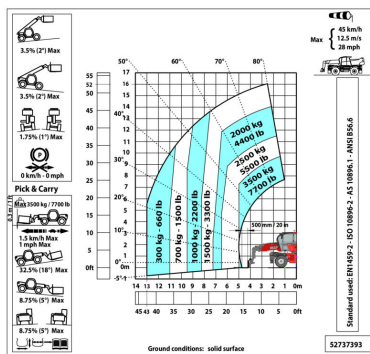 3.5% (2°) Max
3.5% (2°) Max
1.75% (1°) Max
(P)
0 km/h - 0 mph
Pick & Carry
Max 3500 kg / 7700 lb
0.3 m / 1 ft
1.5 km/h Max
1 mph Max
32.5% (18°) Max
8.75% (5°) Max
8.75% (5°) Max
Max
45 km/h
12.5 m/s
28 mph
50° 60° 70° 80°
40°
30°
20°
10°
0°
-5°
55 17
52 16
50 15
45 14
13
40 12
35 11
10
30 9
25 8
7
20 6
15 5
4
10 3
5 2
1
0ft 0m
-1
2000 kg
4400 lb
2500 kg
5500 lb
3500 kg
7700 lb
300 kg - 660 lb
700 kg - 1500 lb
1000 kg - 2200 lb
1500 kg - 3300 lb
500 mm / 20 in
14 13 12 11 10 9 8 7 6 5 4 3 2 1 0m
45 43 40 35 30 25 20 15 10 5 0ft
Ground conditions: solid surface
Standard used: EN1459-2 - ISO 10896-2 - AS 10896.1 - ANSI B56.6
52737393